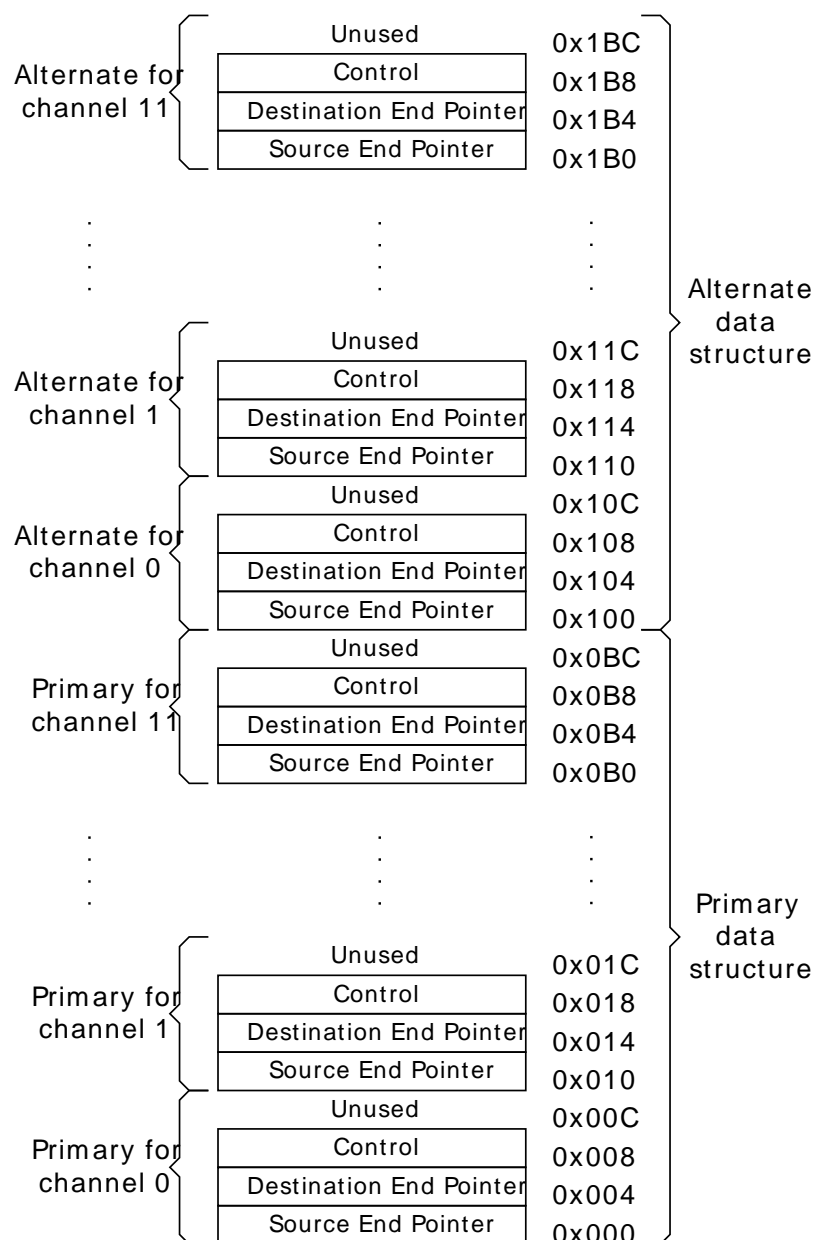 Unused 0x1BC
Alternate for channel 11
Control 0x1B8
Destination End Pointer 0x1B4
Source End Pointer 0x1B0
Alternate data structure
Unused 0x11C
Alternate for channel 1
Control 0x118
Destination End Pointer 0x114
Source End Pointer 0x110
Unused 0x10C
Alternate for channel 0
Control 0x108
Destination End Pointer 0x104
Source End Pointer 0x100
Unused 0x0BC
Primary for channel 11
Control 0x0B8
Destination End Pointer 0x0B4
Source End Pointer 0x0B0
Primary data structure
Unused 0x01C
Primary for channel 1
Control 0x018
Destination End Pointer 0x014
Source End Pointer 0x010
Unused 0x00C
Primary for channel 0
Control 0x008
Destination End Pointer 0x004
Source End Pointer 0x000